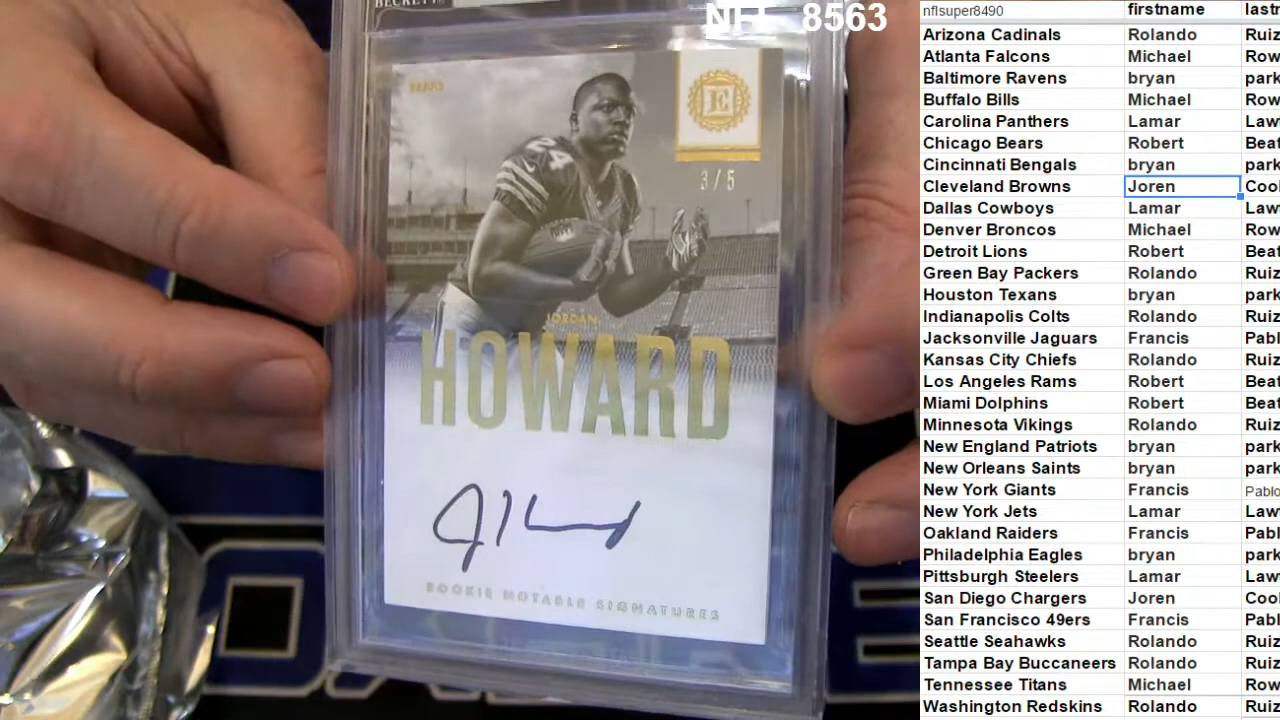 BECKETT
NFL 8563
BEARS
E
24
3/5
JORDAN
HOWARD
ROOKIE NOTABLE SIGNATURES
nflsuper8490 firstname lastr
Arizona Cadinals Rolando Ruiz
Atlanta Falcons Michael Row
Baltimore Ravens bryan park
Buffalo Bills Michael Row
Carolina Panthers Lamar Law
Chicago Bears Robert Beat
Cincinnati Bengals bryan park
Cleveland Browns Joren Cool
Dallas Cowboys Lamar Law
Denver Broncos Michael Row
Detroit Lions Robert Beat
Green Bay Packers Rolando Ruiz
Houston Texans bryan park
Indianapolis Colts Rolando Ruiz
Jacksonville Jaguars Francis Pabl
Kansas City Chiefs Rolando Ruiz
Los Angeles Rams Robert Beat
Miami Dolphins Robert Beat
Minnesota Vikings Rolando Ruiz
New England Patriots bryan park
New Orleans Saints bryan park
New York Giants Francis Pablo
New York Jets Lamar Law
Oakland Raiders Francis Pabl
Philadelphia Eagles bryan park
Pittsburgh Steelers Lamar Law
San Diego Chargers Joren Cool
San Francisco 49ers Francis Pabl
Seattle Seahawks Rolando Ruiz
Tampa Bay Buccaneers Rolando Ruiz
Tennessee Titans Michael Row
Washington Redskins Rolando Ruiz